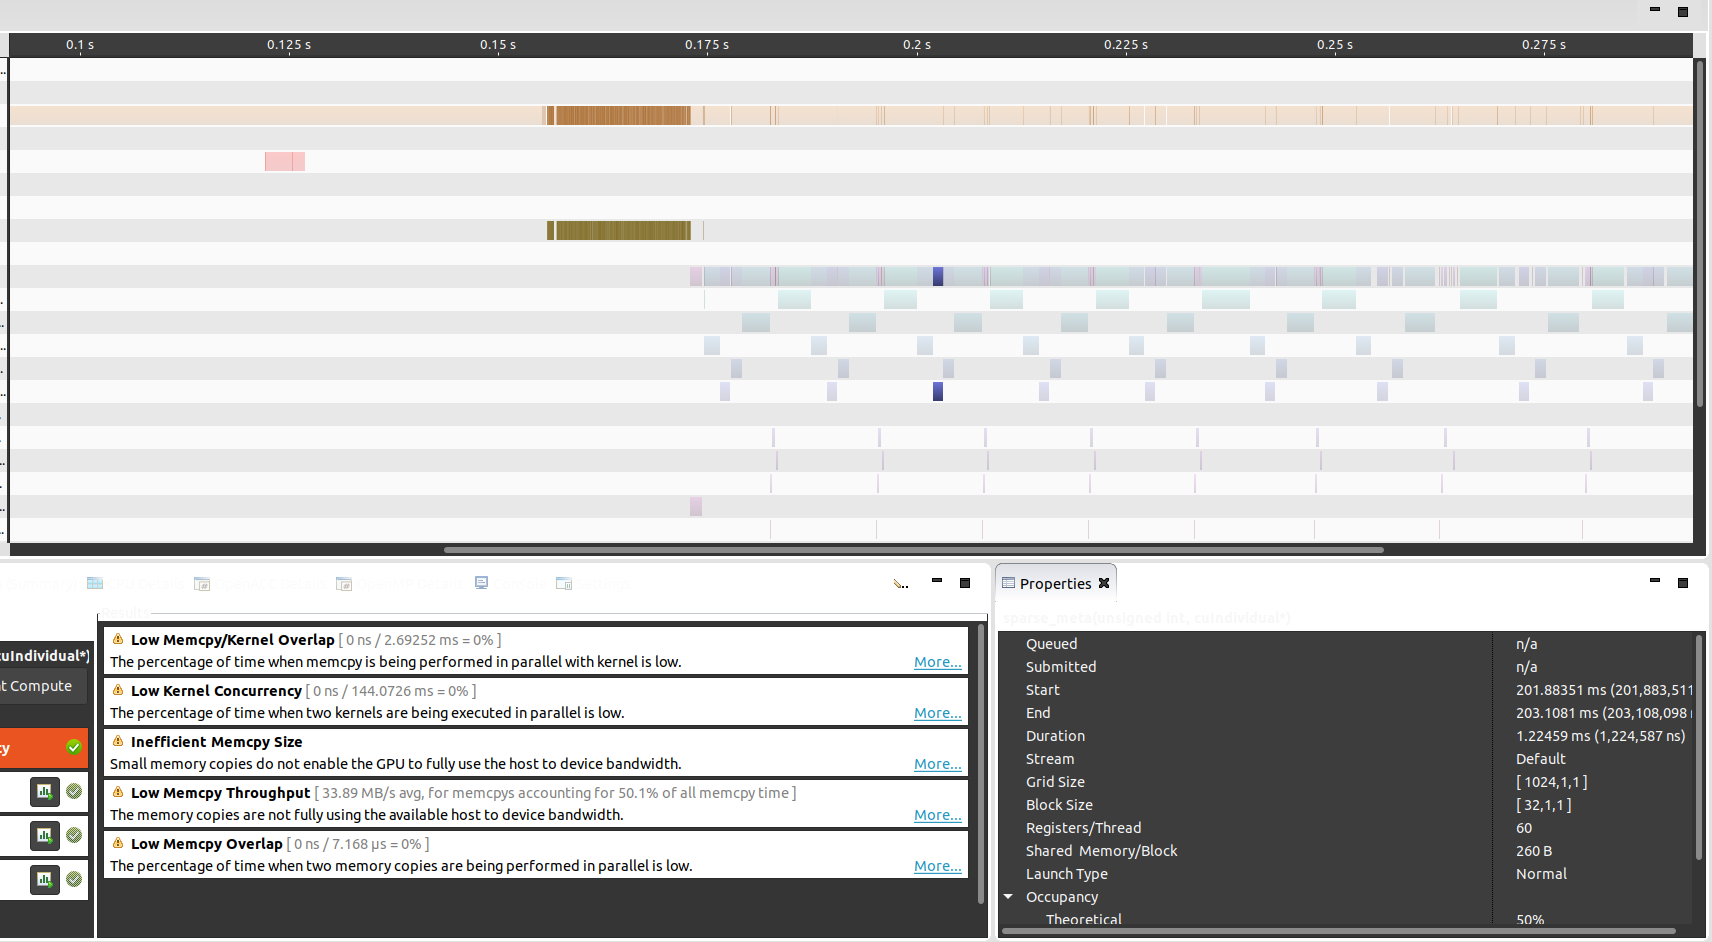 0.1 s 0.125 s 0.15 s 0.175 s 0.2 s 0.225 s 0.25 s 0.275 s
Results
Low Memcpy/Kernel Overlap [ 0 ns / 2.69252 ms = 0% ]
The percentage of time when memcpy is being performed in parallel with kernel is low. More...
Low Kernel Concurrency [ 0 ns / 144.0726 ms = 0% ]
The percentage of time when two kernels are being executed in parallel is low. More...
Inefficient Memcpy Size
Small memory copies do not enable the GPU to fully use the host to device bandwidth. More...
Low Memcpy Throughput [ 33.89 MB/s avg, for memcpys accounting for 50.1% of all memcpy time ]
The memory copies are not fully using the available host to device bandwidth. More...
Low Memcpy Overlap [ 0 ns / 7.168 µs = 0% ]
The percentage of time when two memory copies are being performed in parallel is low. More...
cuIndividual*)
t Compute
cy
Properties
sparse_meta(unsigned int, cuIndividual*)
Queued n/a
Submitted n/a
Start 201.88351 ms (201,883,511
End 203.1081 ms (203,108,098
Duration 1.22459 ms (1,224,587 ns)
Stream Default
Grid Size [ 1024,1,1 ]
Block Size [ 32,1,1 ]
Registers/Thread 60
Shared Memory/Block 260 B
Launch Type Normal
Occupancy
Theoretical 50%